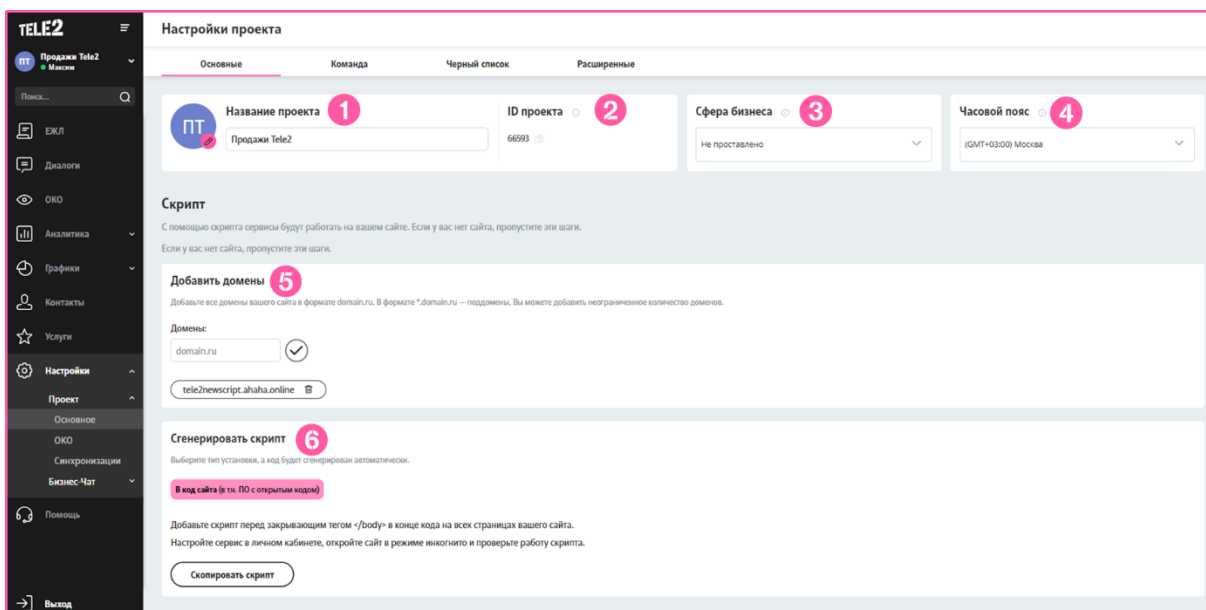 TELE2
ПТ
Продажи Tele2
Максим
Поиск...
ЕЖЛ
Диалоги
ОКО
Аналитика
Графики
Контакты
Услуги
Настройки
Проект
Основное
ОКО
Синхронизации
Бизнес-Чат
Помощь
Выход
Настройки проекта
Основные Команда Черный список Расширенные
ПТ
Название проекта 1
Продажи Tele2
ID проекта 2
66593
Сфера бизнеса 3
Не проставлено
Часовой пояс 4
(GMT+03:00) Москва
Скрипт
С помощью скрипта сервисы будут работать на вашем сайте. Если у вас нет сайта, пропустите эти шаги.
Если у вас нет сайта, пропустите эти шаги.
Добавить домены 5
Добавьте все домены вашего сайта в формате domain.ru. В формате *.domain.ru — поддомены. Вы можете добавить неограниченное количество доменов.
Домены:
domain.ru
tele2newscript.ahaha.online
Сгенерировать скрипт 6
Выберите тип установки, а код будет сгенерирован автоматически.
В код сайта (в тч. ПО с открытым кодом)
Добавьте скрипт перед закрывающим тегом </body> в конце кода на всех страницах вашего сайта.
Настройте сервис в личном кабинете, откройте сайт в режиме инкогнито и проверьте работу скрипта.
Скопировать скрипт